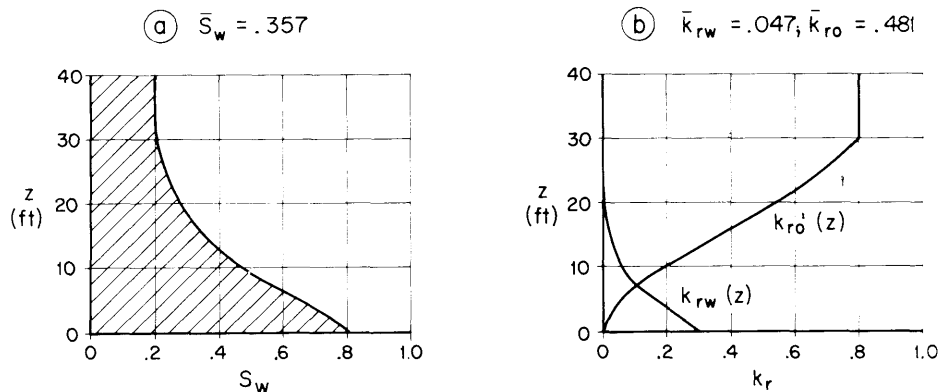 a S̄w = .357
40
30
20
10
0
z
(ft)
0 .2 .4 .6 .8 1.0
Sw
b k̄rw = .047; k̄ro = .481
40
30
20
10
0
z
(ft)
kro'(z)
krw (z)
0 .2 .4 .6 .8 1.0
kr